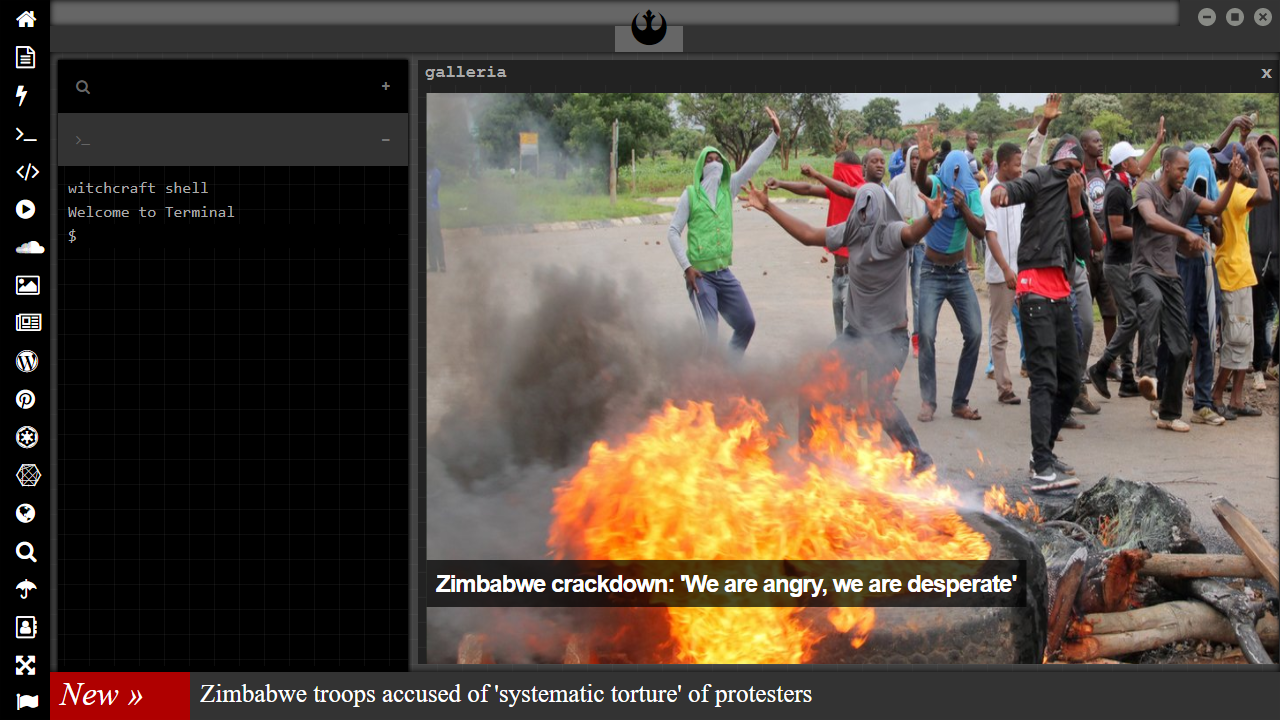 galleria
x
+
>_
−
witchcraft shell
Welcome to Terminal
$
Zimbabwe crackdown: 'We are angry, we are desperate'
New »
Zimbabwe troops accused of 'systematic torture' of protesters